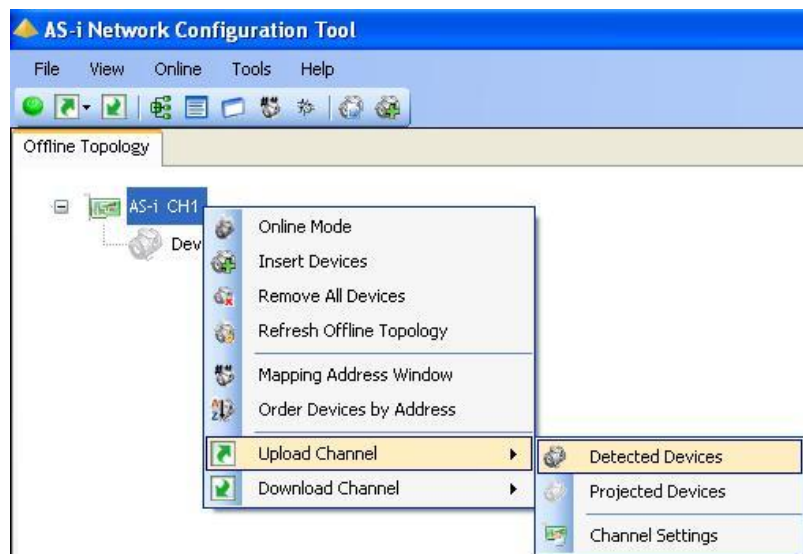 AS-i Network Configuration Tool
File View Online Tools Help
Offline Topology
AS-i CH1
Dev
Online Mode
Insert Devices
Remove All Devices
Refresh Offline Topology
Mapping Address Window
Order Devices by Address
Upload Channel
Download Channel
Detected Devices
Projected Devices
Channel Settings